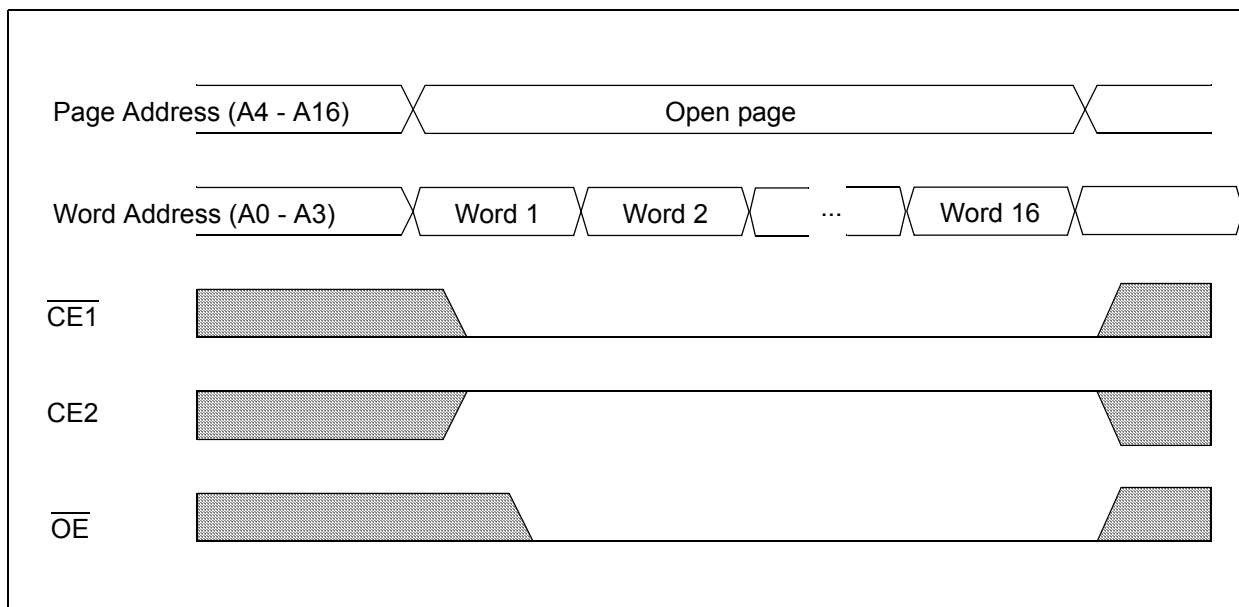 Page Address (A4 - A16)
Open page
Word Address (A0 - A3)
Word 1
Word 2
...
Word 16
CE1
CE2
OE